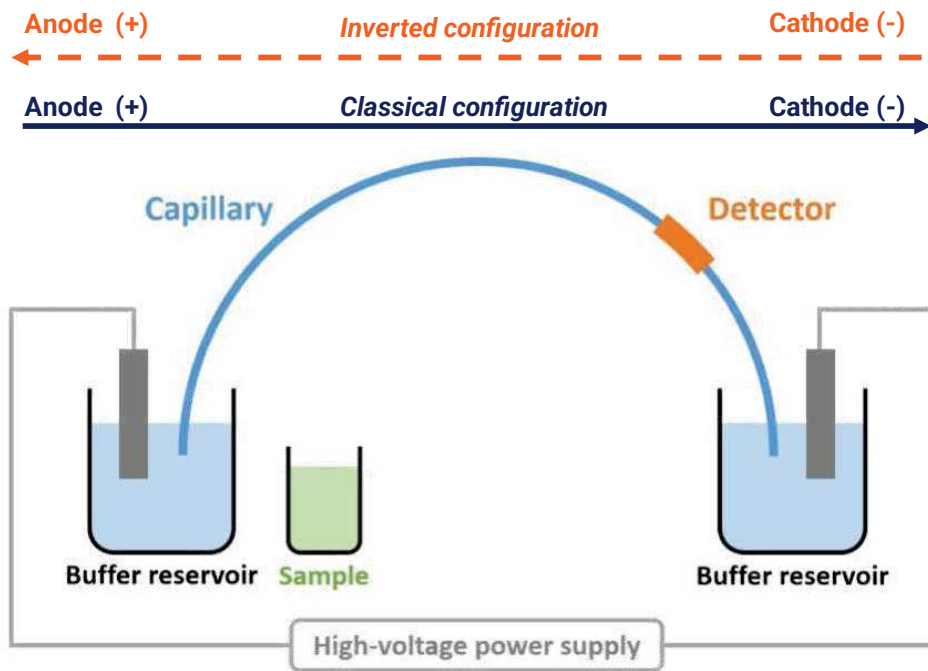 Anode (+) Inverted configuration Cathode (-)
Anode (+) Classical configuration Cathode (-)
Capillary
Detector
Buffer reservoir
Sample
Buffer reservoir
High-voltage power supply